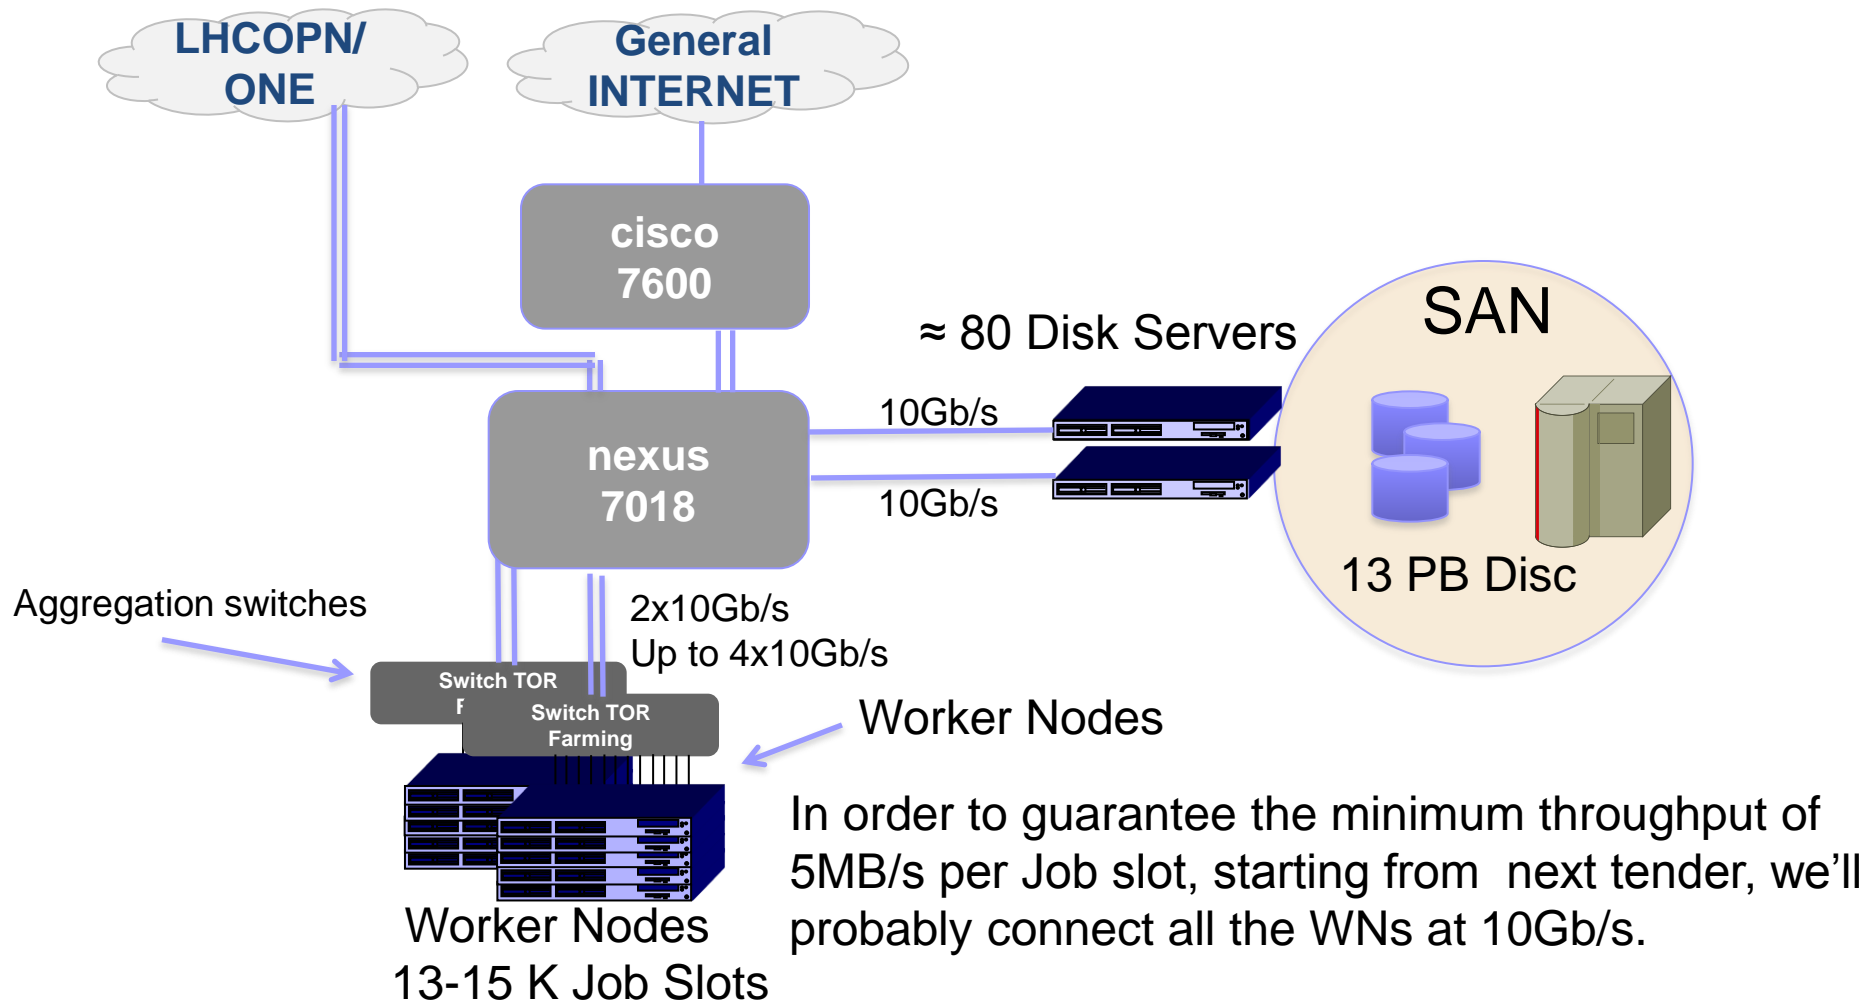 LHCOPN/
ONE
General
INTERNET
cisco
7600
≈ 80 Disk Servers
SAN
10Gb/s
nexus
7018
10Gb/s
13 PB Disc
Aggregation switches
2x10Gb/s
Up to 4x10Gb/s
Switch TOR
Switch TOR
Farming
Worker Nodes
In order to guarantee the minimum throughput of
5MB/s per Job slot, starting from  next tender, we’ll
probably connect all the WNs at 10Gb/s.
Worker Nodes
13-15 K Job Slots